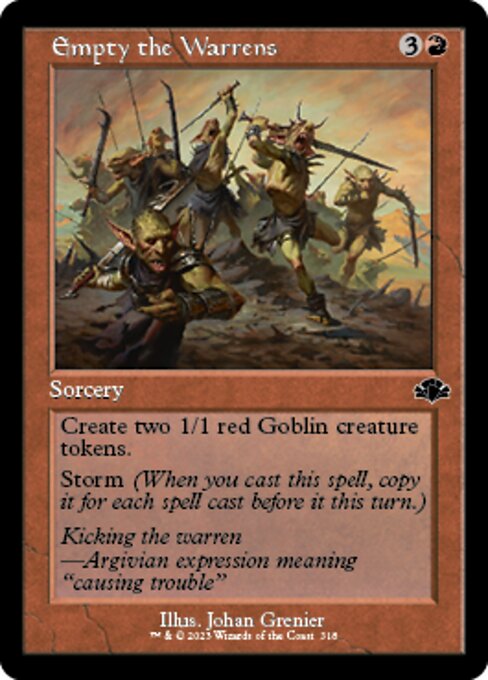 Empty the Warrens 3
Sorcery
Create two 1/1 red Goblin creature
tokens.
Storm (When you cast this spell, copy
it for each spell cast before it this turn.)
Kicking the warren
—Argivian expression meaning
“causing trouble”
Illus. Johan Grenier
™ & © 2023 Wizards of the Coast 318